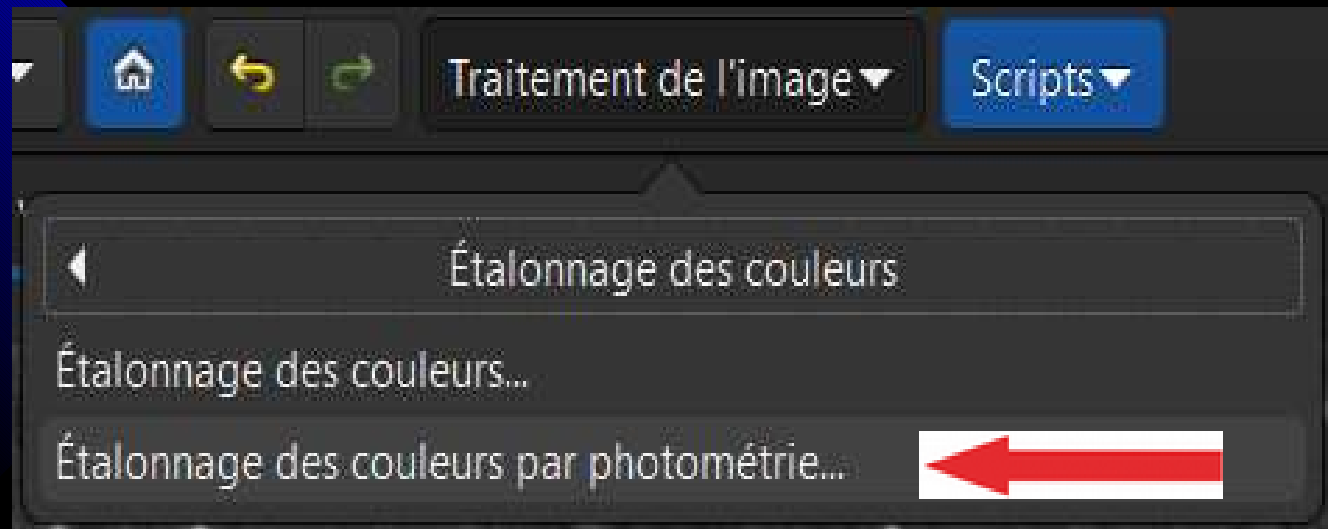 Traitement de l'image Scripts
Étalonnage des couleurs
Étalonnage des couleurs...
Étalonnage des couleurs par photométrie...